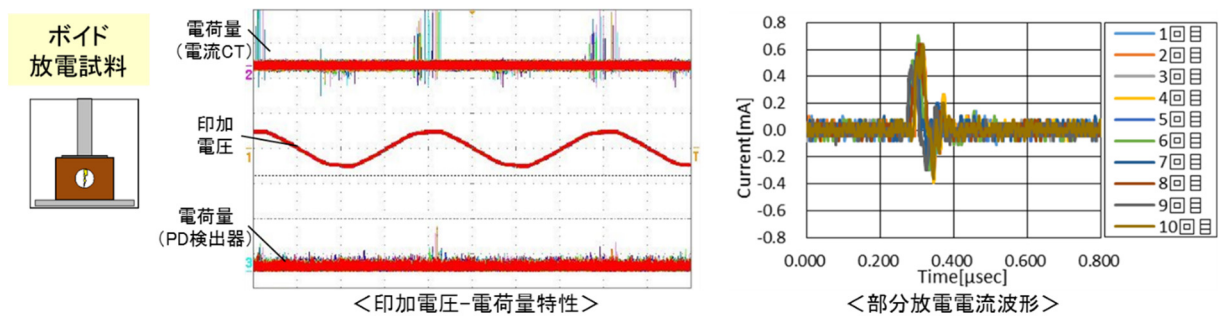 ボイド
放電試料
電荷量
(電流CT)
2
印加
電圧
1
T
電荷量
(PD検出器)
3
＜印加電圧-電荷量特性＞
Current[mA]
0.8
0.6
0.4
0.2
0.0
-0.2
-0.4
-0.6
-0.8
0.000
0.200
0.400
0.600
0.800
Time[μsec]
1回目
2回目
3回目
4回目
5回目
6回目
7回目
8回目
9回目
10回目
＜部分放電電流波形＞